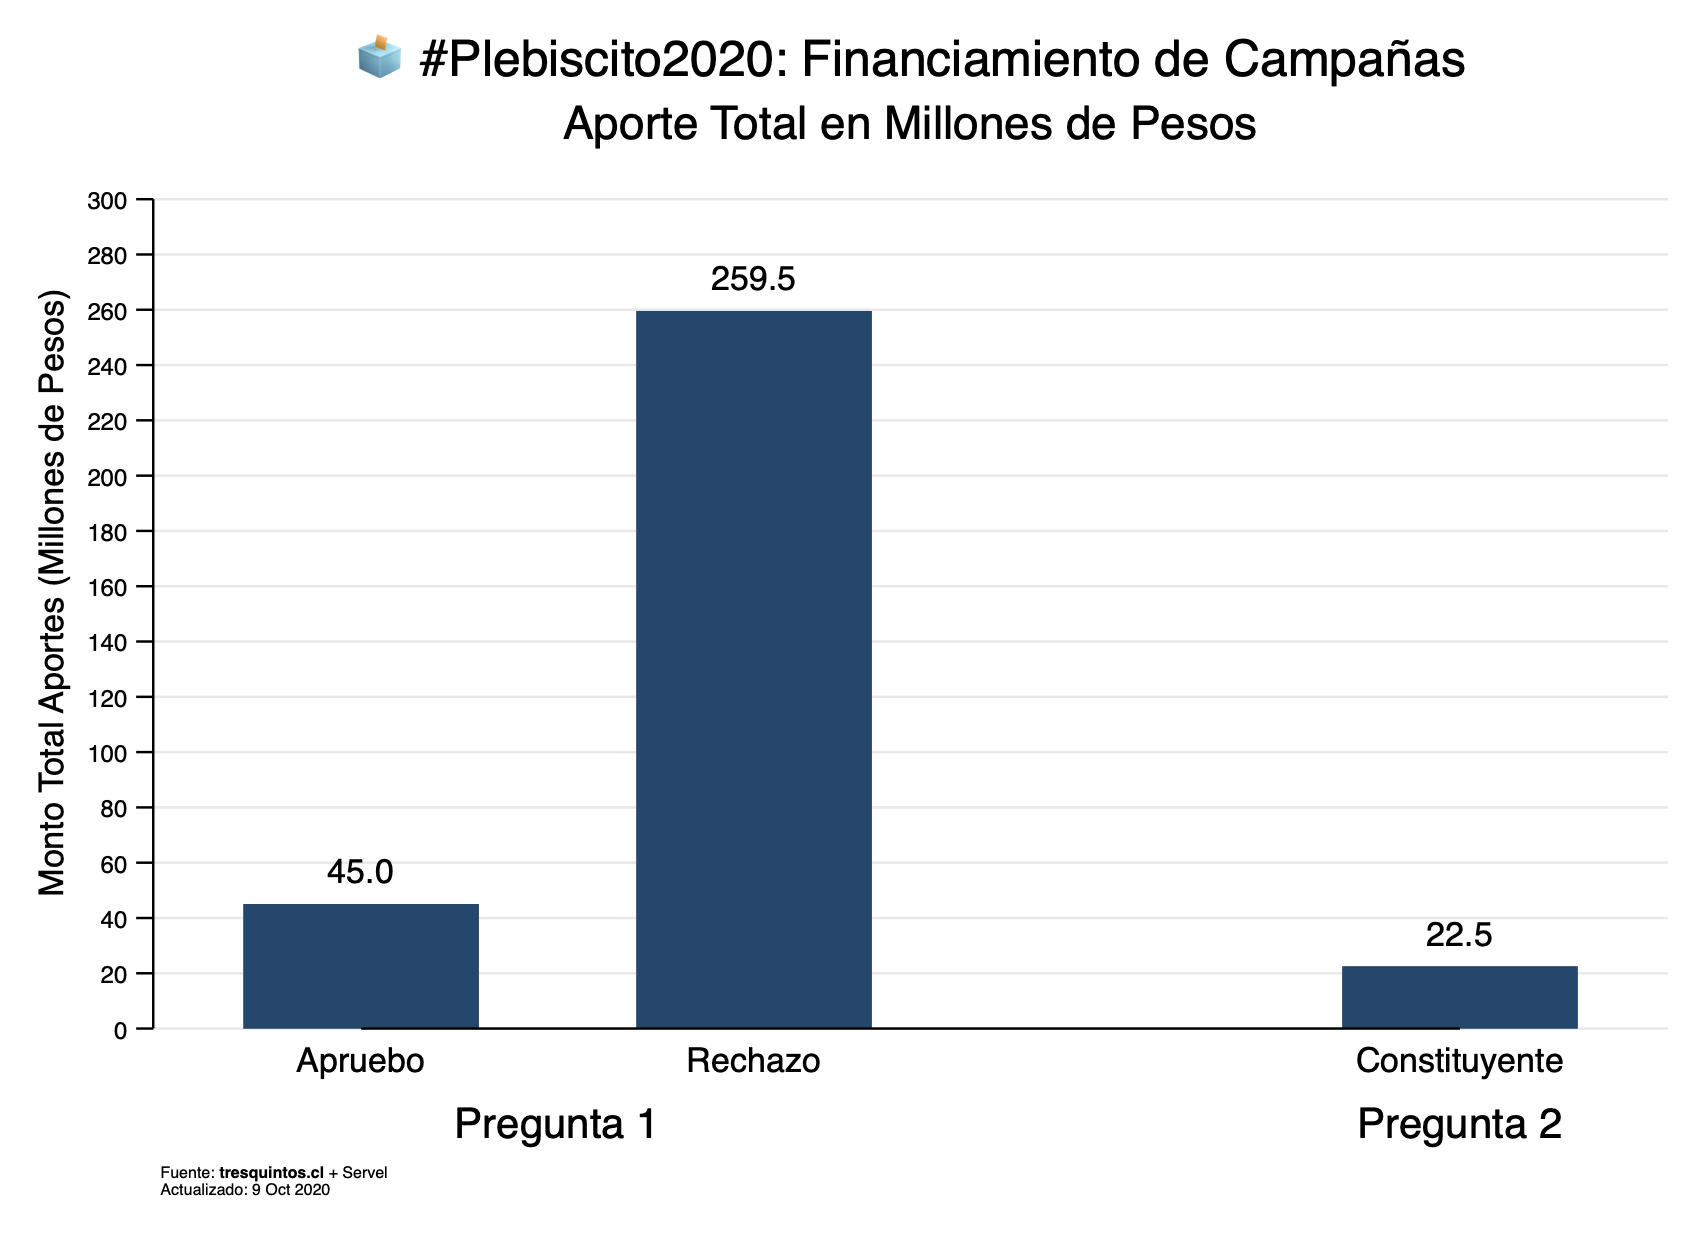 #Plebiscito2020: Financiamiento de Campañas
Aporte Total en Millones de Pesos
Monto Total Aportes (Millones de Pesos)
300
280
260
240
220
200
180
160
140
120
100
80
60
40
20
0
45.0
259.5
22.5
Apruebo
Rechazo
Constituyente
Pregunta 1
Pregunta 2
Fuente: tresquintos.cl + Servel
Actualizado: 9 Oct 2020